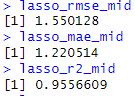 > lasso_rmse_mid
[1] 1.550128
> lasso_mae_mid
[1] 1.220514
> lasso_r2_mid
[1] 0.9556609